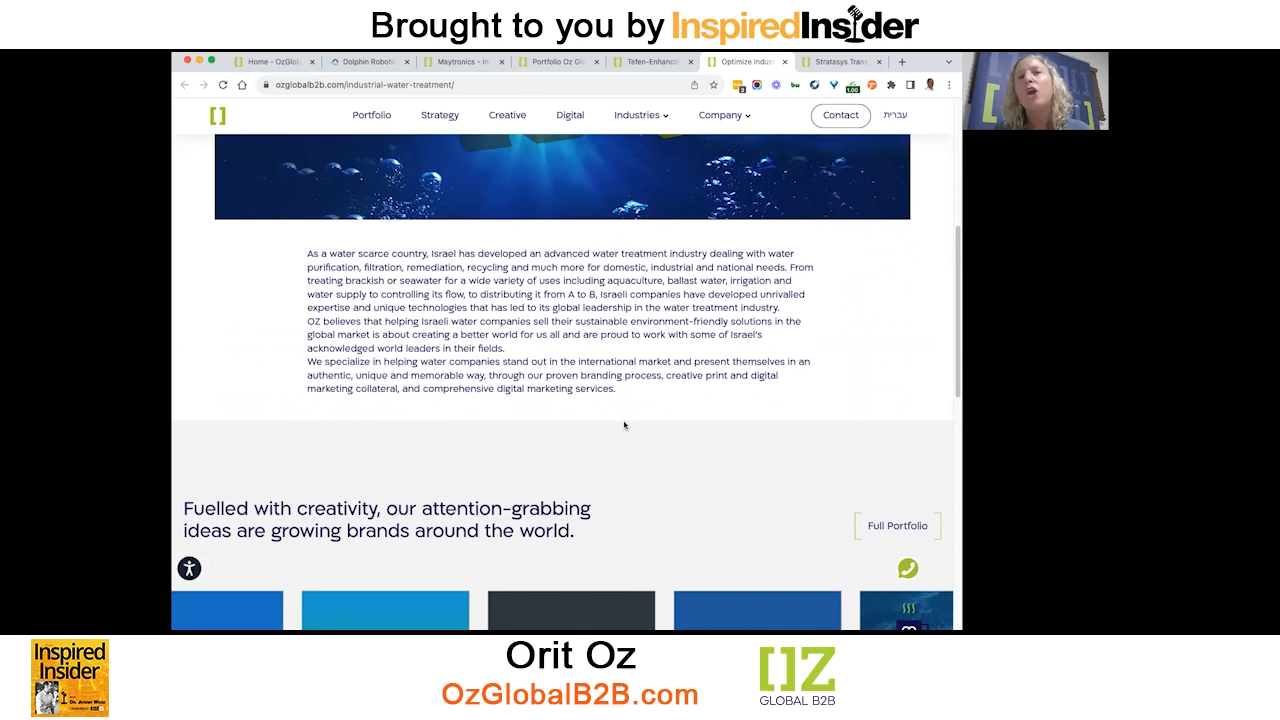 Brought to you by InspiredInsider
Home - OzGlob
Dolphin Robotic
Maytronics - In
Portfolio Oz Gl
Tefen-Enhancin
Optimize Indus
Stratasys Trans
ozglobalb2b.com/industrial-water-treatment/
1.00
[ ] Portfolio Strategy Creative Digital Industries Company Contact עברית
As a water scarce country, Israel has developed an advanced water treatment industry dealing with water
purification, filtration, remediation, recycling and much more for domestic, industrial and national needs. From
treating brackish or seawater for a wide variety of uses including aquaculture, ballast water, irrigation and
water supply to controlling its flow, to distributing it from A to B, Israeli companies have developed unrivalled
expertise and unique technologies that has led to its global leadership in the water treatment industry.
OZ believes that helping Israeli water companies sell their sustainable environment-friendly solutions in the
global market is about creating a better world for us all and are proud to work with some of Israel's
acknowledged world leaders in their fields.
We specialize in helping water companies stand out in the international market and present themselves in an
authentic, unique and memorable way, through our proven branding process, creative print and digital
marketing collateral, and comprehensive digital marketing services.
Fuelled with creativity, our attention-grabbing
ideas are growing brands around the world.
Full Portfolio
Inspired
Insider
Orit Oz
OzGlobalB2B.com
OZ
GLOBAL B2B